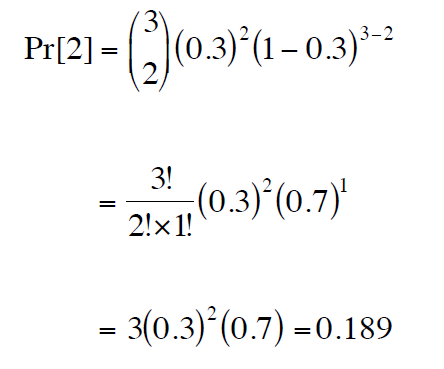 Pr[2] = (3 2)(0.3)²(1 − 0.3)³⁻²
= 3!/2!×1! (0.3)²(0.7)¹
= 3(0.3)²(0.7) = 0.189